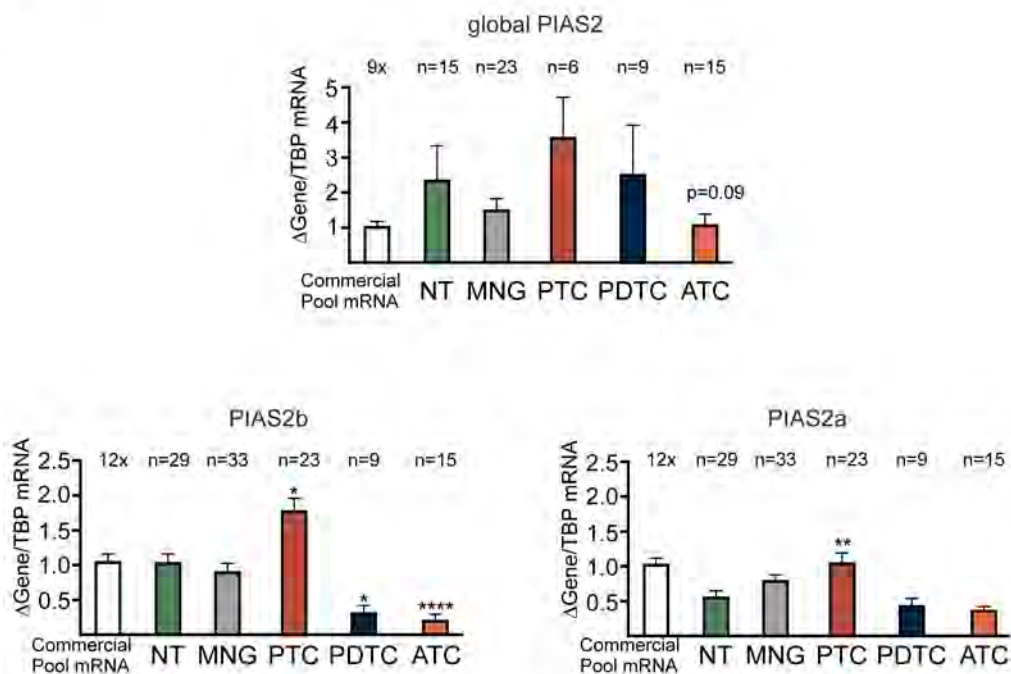 global PIAS2
9x n=15 n=23 n=6 n=9 n=15
ΔGene/TBP mRNA
5
4
3
2
1
p=0.09
Commercial
Pool mRNA NT MNG PTC PDTC ATC
PIAS2b
12x n=29 n=33 n=23 n=9 n=15
ΔGene/TBP mRNA
2.5
2.0
1.5
1.0
0.5
*
*
****
Commercial
Pool mRNA NT MNG PTC PDTC ATC
PIAS2a
12x n=29 n=33 n=23 n=9 n=15
ΔGene/TBP mRNA
2.5
2.0
1.5
1.0
0.5
**
Commercial
Pool mRNA NT MNG PTC PDTC ATC